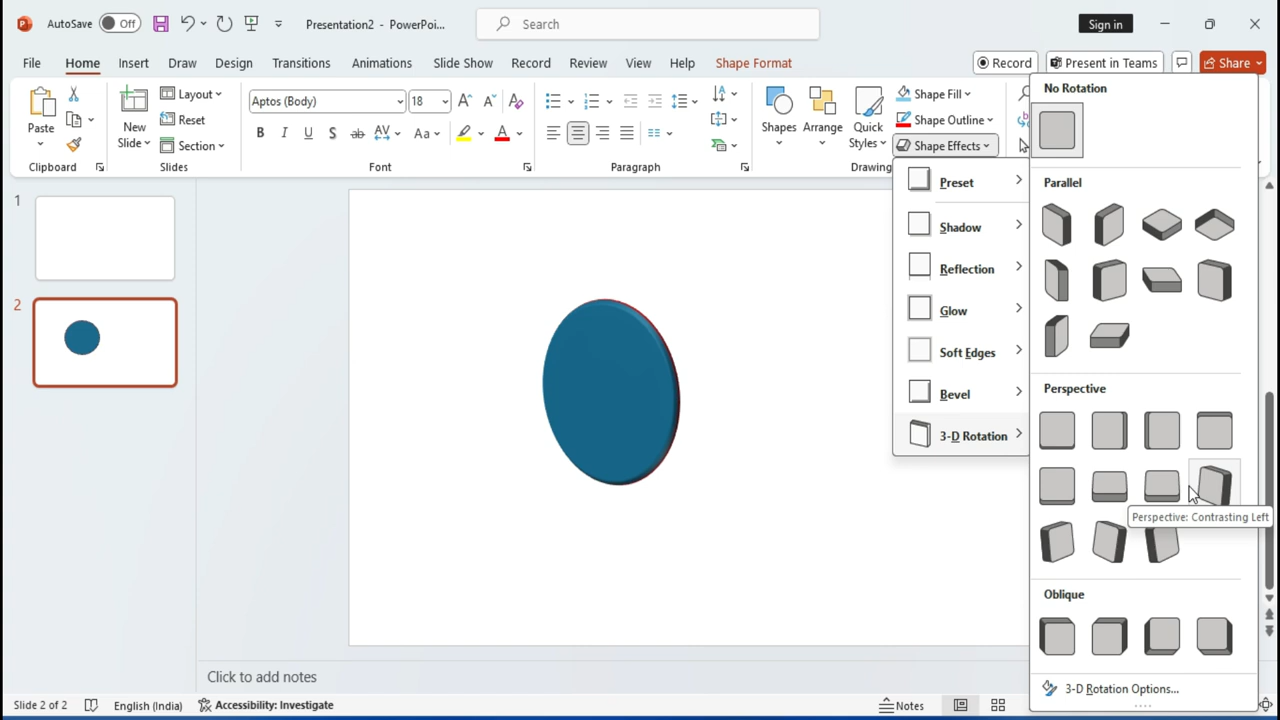 AutoSave Off Presentation2 - PowerPoi... Search Sign in
File Home Insert Draw Design Transitions Animations Slide Show Record Review View Help Shape Format Record Present in Teams Share
Paste
Clipboard
New
Slide
Layout
Reset
Section
Slides
Aptos (Body) 18
B I U S ab AV Aa A
Font
Paragraph
Shapes Arrange Quick
Styles
Shape Fill
Shape Outline
Shape Effects
Drawing
Preset
Shadow
Reflection
Glow
Soft Edges
Bevel
3-D Rotation
No Rotation
Parallel
Perspective
Perspective: Contrasting Left
Oblique
3-D Rotation Options...
1
2
Click to add notes
Slide 2 of 2 English (India) Accessibility: Investigate Notes